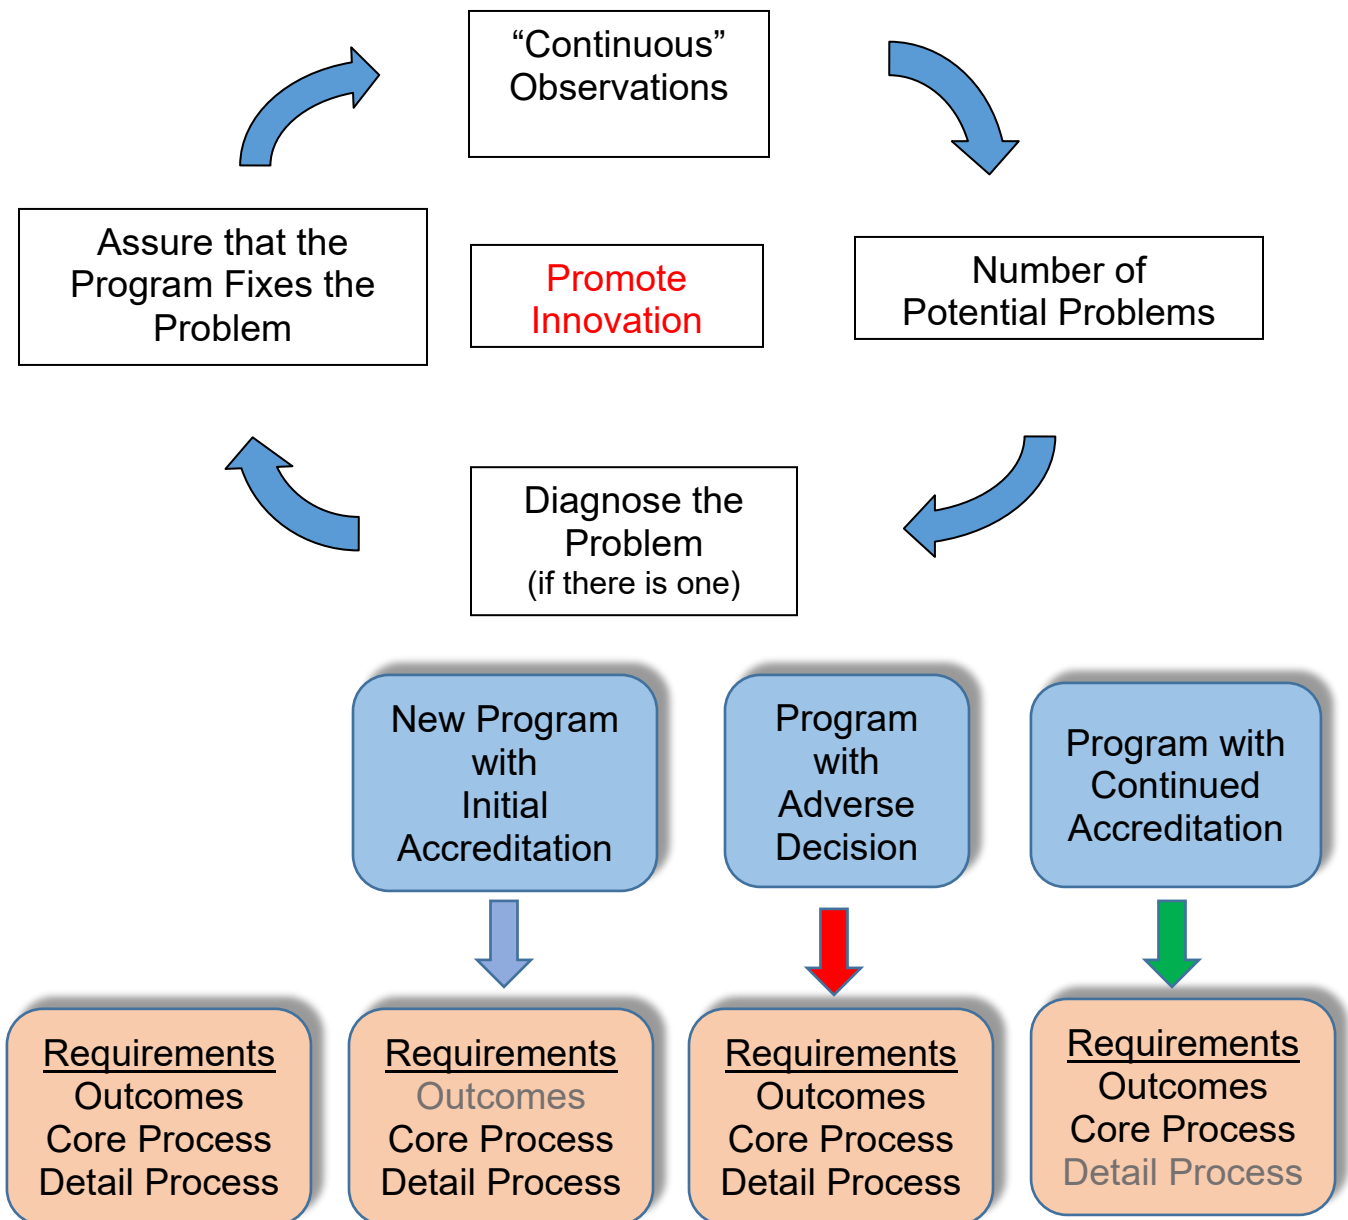 “Continuous”
Observations
Assure that the
Program Fixes the
Problem
Promote
Innovation
Number of
Potential Problems
Diagnose the
Problem
(if there is one)
New Program
with
Initial
Accreditation
Program
with
Adverse
Decision
Program with
Continued
Accreditation
Requirements
Outcomes
Core Process
Detail Process
Requirements
Outcomes
Core Process
Detail Process
Requirements
Outcomes
Core Process
Detail Process
Requirements
Outcomes
Core Process
Detail Process